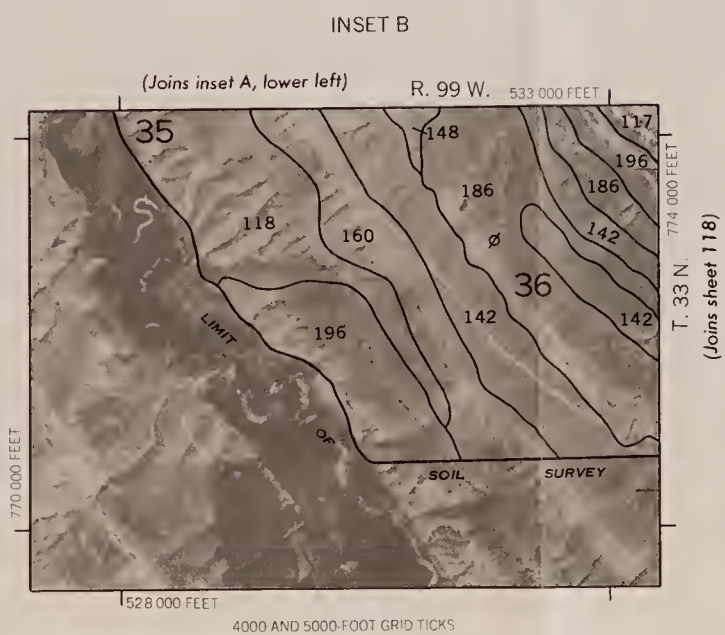 INSET B
(Joins inset A, lower left)
R. 99 W.
533 000 FEET
35
148
117
196
186
186
118
160
142
774 000 FEET
T. 33 N.
(Joins sheet 118)
36
196
142
142
LIMIT
OF
SOIL
SURVEY
770 000 FEET
528 000 FEET
4000 AND 5000-FOOT GRID TICKS